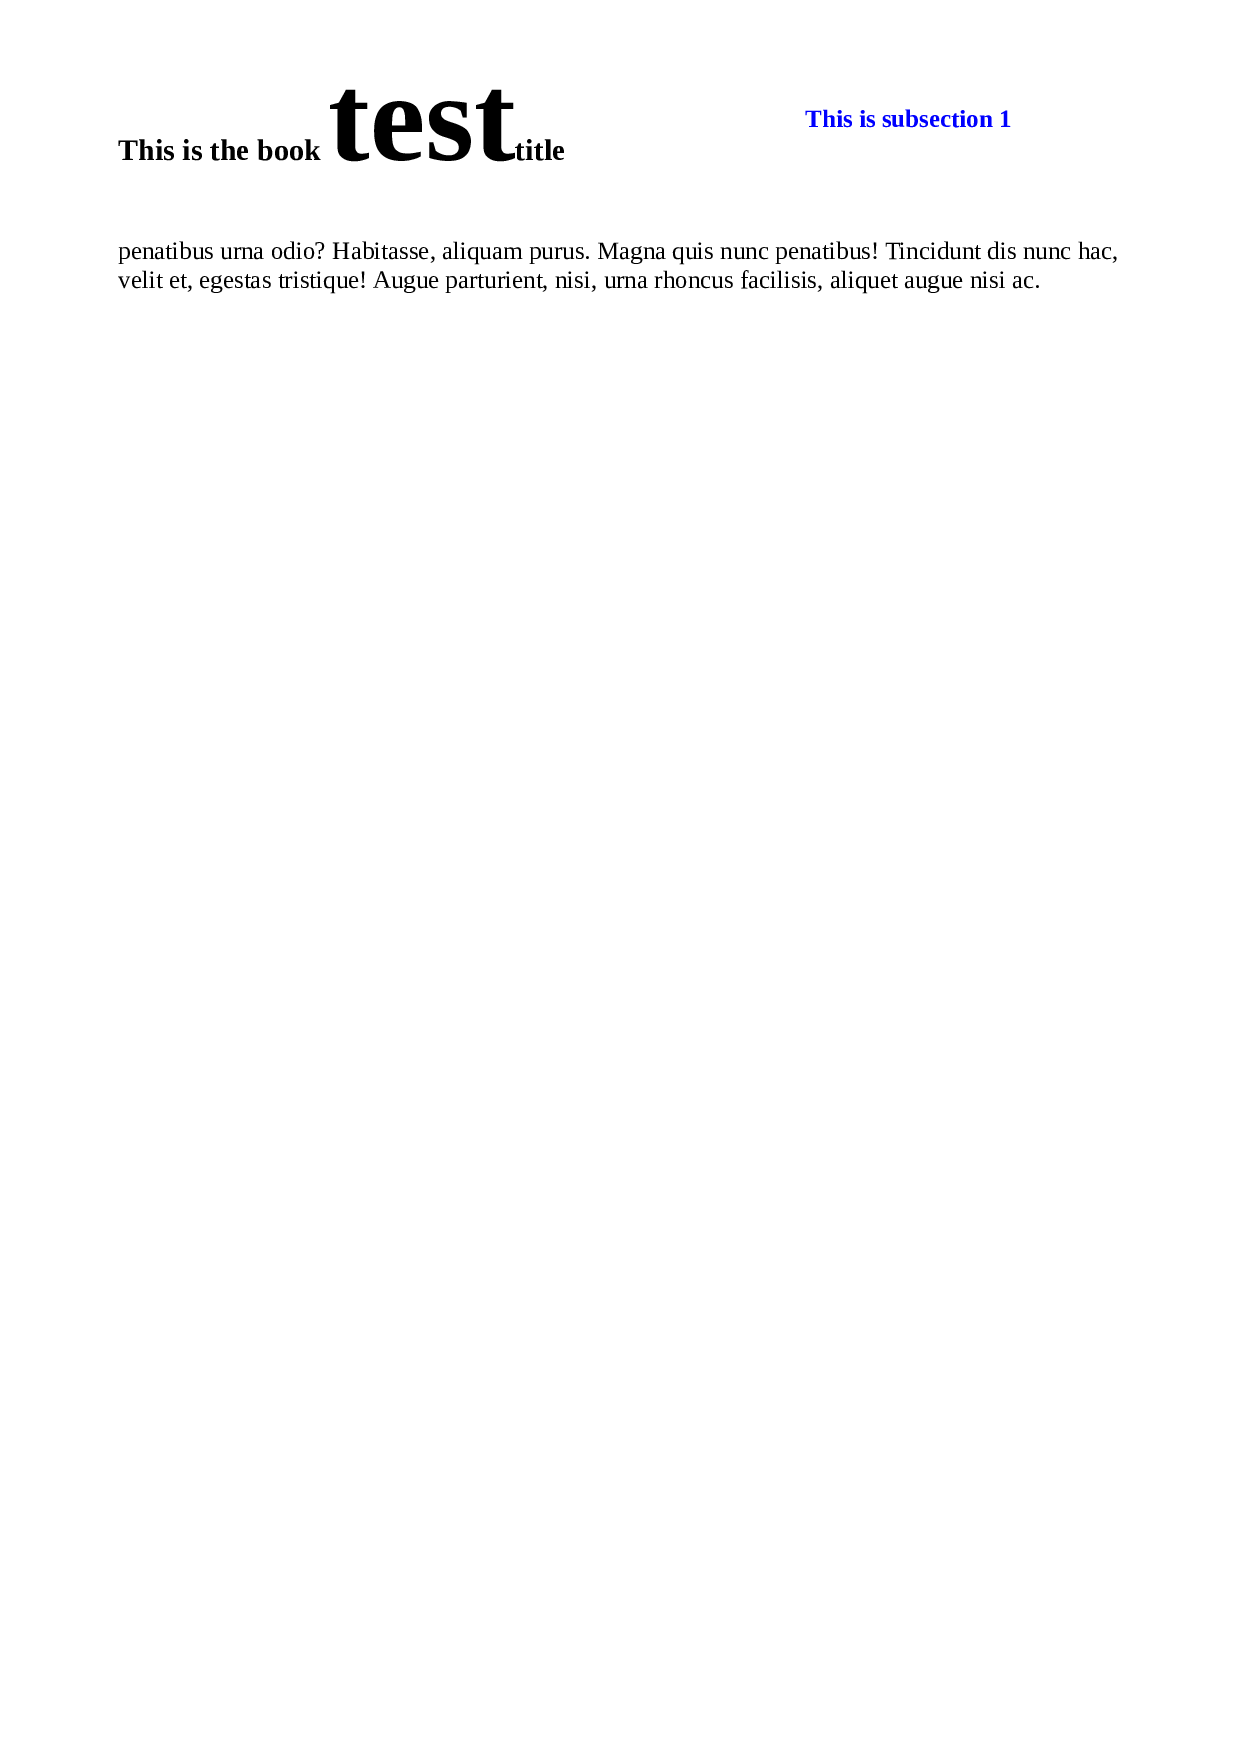 This is the book testtitle
This is subsection 1
penatibus urna odio? Habitasse, aliquam purus. Magna quis nunc penatibus! Tincidunt dis nunc hac,
velit et, egestas tristique! Augue parturient, nisi, urna rhoncus facilisis, aliquet augue nisi ac.